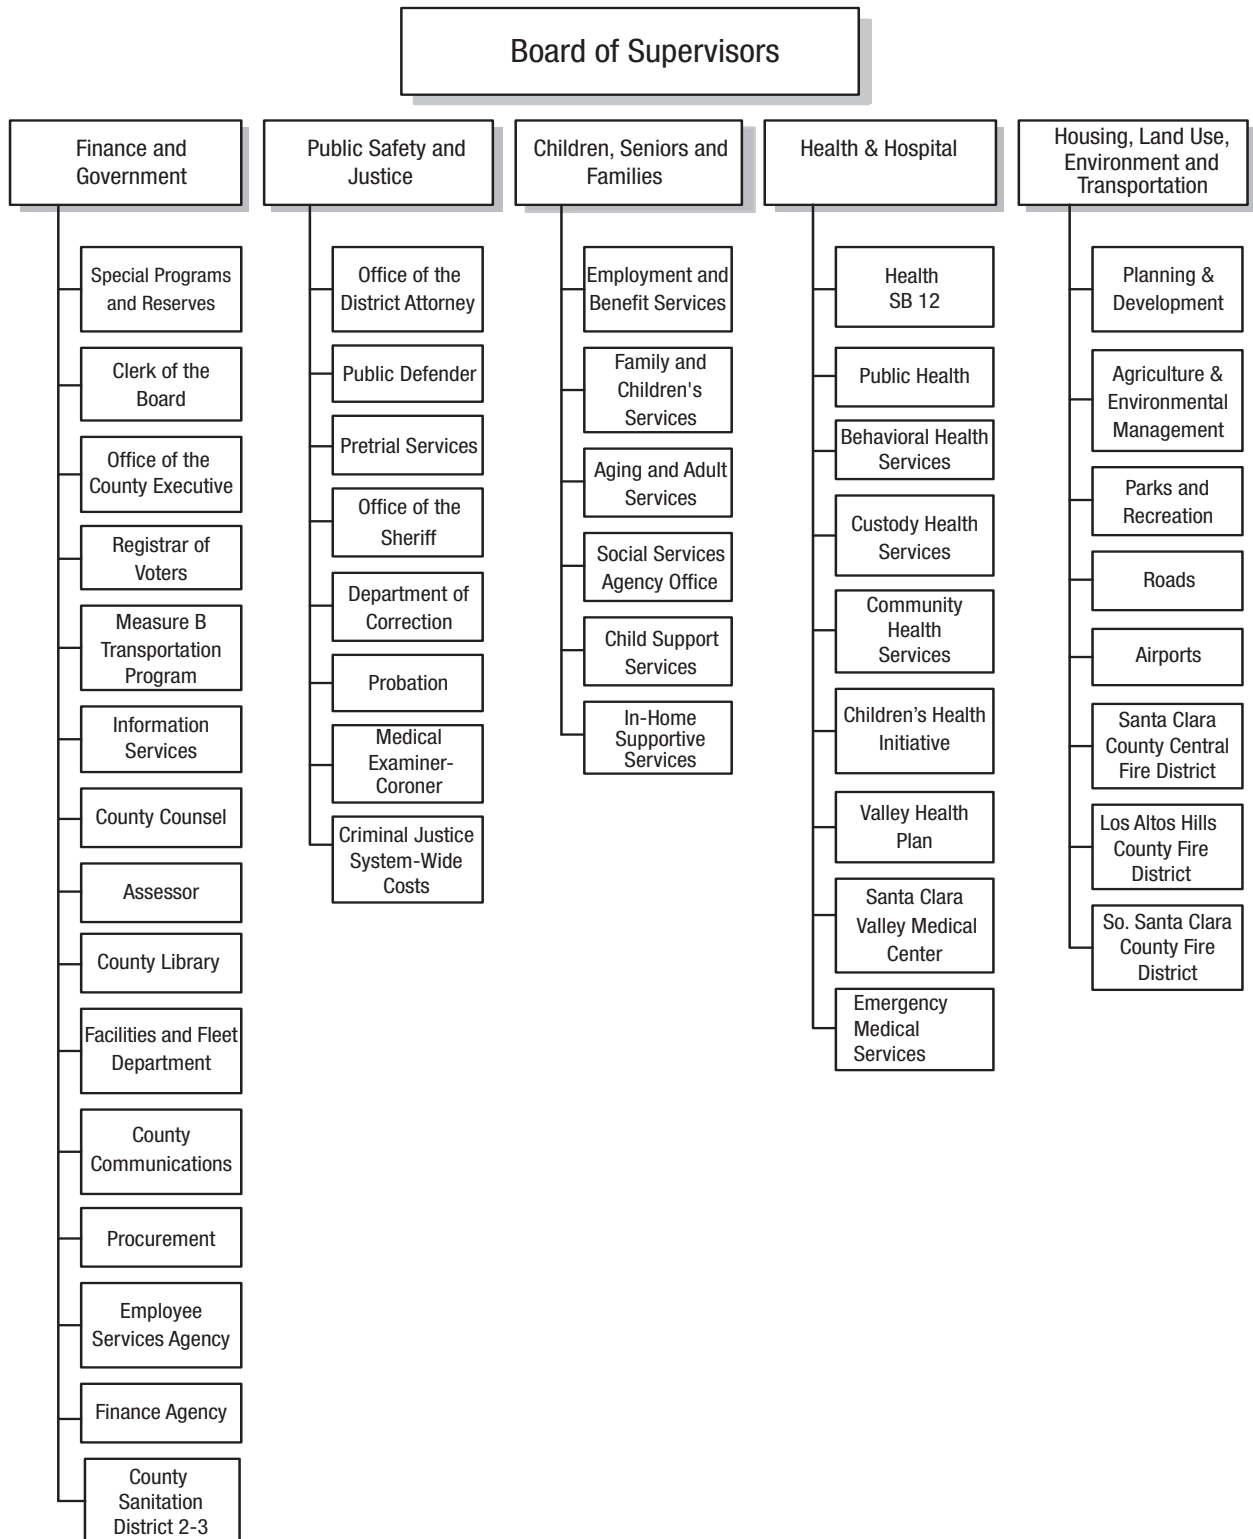 Board of Supervisors
Finance and
Government
Special Programs
and Reserves
Clerk of the
Board
Office of the
County Executive
Registrar of
Voters
Measure B
Transportation
Program
Information
Services
County Counsel
Assessor
County Library
Facilities and Fleet
Department
County
Communications
Procurement
Employee
Services Agency
Finance Agency
County
Sanitation
District 2-3
Public Safety and
Justice
Office of the
District Attorney
Public Defender
Pretrial Services
Office of the
Sheriff
Department of
Correction
Probation
Medical
Examiner-
Coroner
Criminal Justice
System-Wide
Costs
Children, Seniors and
Families
Employment and
Benefit Services
Family and
Children's
Services
Aging and Adult
Services
Social Services
Agency Office
Child Support
Services
In-Home
Supportive
Services
Health & Hospital
Health
SB 12
Public Health
Behavioral Health
Services
Custody Health
Services
Community
Health
Services
Children’s Health
Initiative
Valley Health
Plan
Santa Clara
Valley Medical
Center
Emergency
Medical
Services
Housing, Land Use,
Environment and
Transportation
Planning &
Development
Agriculture &
Environmental
Management
Parks and
Recreation
Roads
Airports
Santa Clara
County Central
Fire District
Los Altos Hills
County Fire
District
So. Santa Clara
County Fire
District